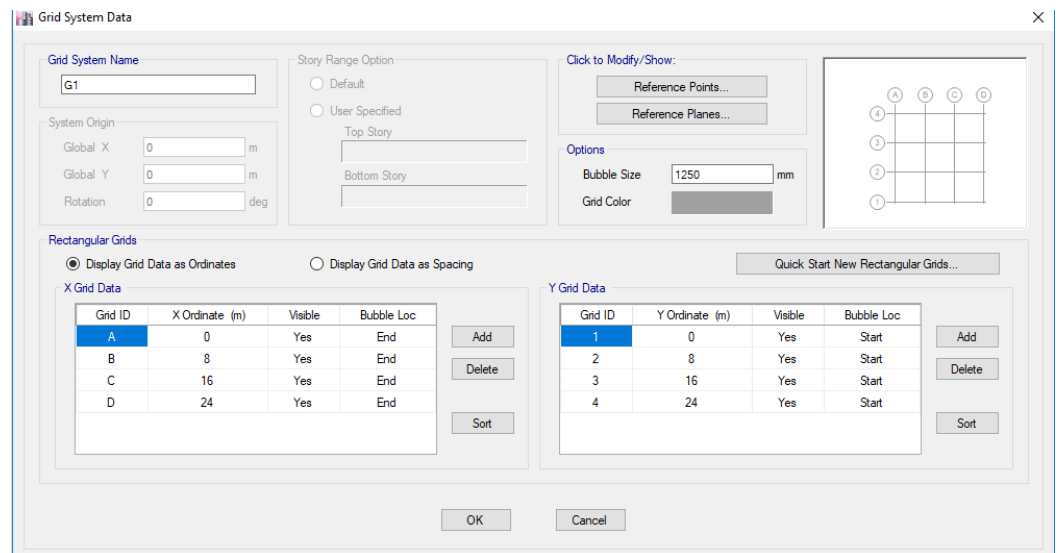 Grid System Data
Grid System Name
G1
System Origin
Global X 0 m
Global Y 0 m
Rotation 0 deg
Story Range Option
Default
User Specified
Top Story
Bottom Story
Click to Modify/Show:
Reference Points...
Reference Planes...
Options
Bubble Size 1250 mm
Grid Color
A B C D
4
3
2
1
Rectangular Grids
Display Grid Data as Ordinates Display Grid Data as Spacing Quick Start New Rectangular Grids...
X Grid Data
Grid ID X Ordinate (m) Visible Bubble Loc
A 0 Yes End
B 8 Yes End
C 16 Yes End
D 24 Yes End
Add
Delete
Sort
Y Grid Data
Grid ID Y Ordinate (m) Visible Bubble Loc
1 0 Yes Start
2 8 Yes Start
3 16 Yes Start
4 24 Yes Start
Add
Delete
Sort
OK Cancel